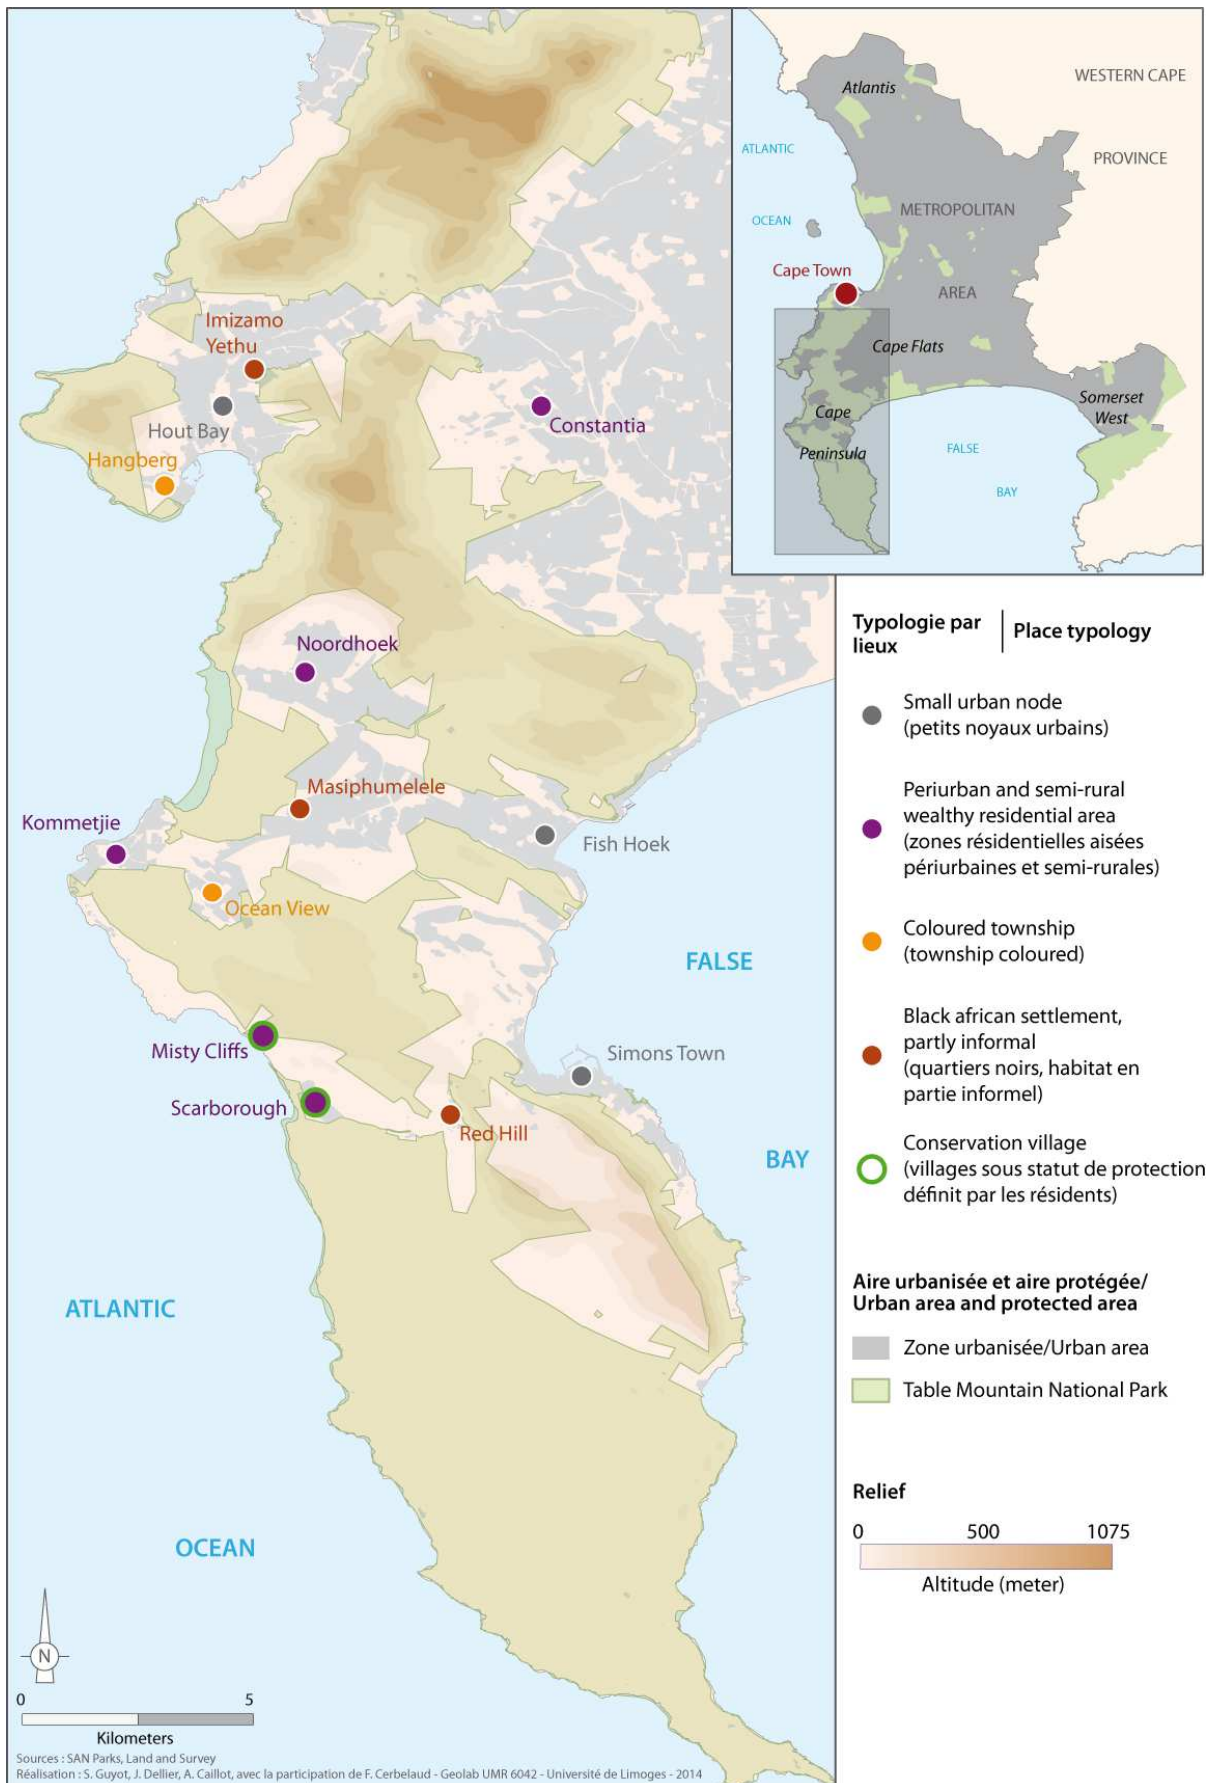 Imizamo
Yethu
Hout Bay
Hangberg
Constantia
Noordhoek
Masiphumelele
Kommetjie
Fish Hoek
Ocean View
FALSE
Misty Cliffs
Simons Town
Scarborough
Red Hill
BAY
ATLANTIC
OCEAN
N
0 5
Kilometers
Sources : SAN Parks, Land and Survey
Réalisation : S. Guyot, J. Dellier, A. Caillot, avec la participation de F. Cerbelaud - Geolab UMR 6042 - Université de Limoges - 2014
WESTERN CAPE
Atlantis
ATLANTIC
PROVINCE
METROPOLITAN
OCEAN
Cape Town
AREA
Cape Flats
Somerset
West
Cape
Peninsula
FALSE
BAY
Typologie par
lieux
Place typology
Small urban node
(petits noyaux urbains)
Periurban and semi-rural
wealthy residential area
(zones résidentielles aisées
périurbaines et semi-rurales)
Coloured township
(township coloured)
Black african settlement,
partly informal
(quartiers noirs, habitat en
partie informel)
Conservation village
(villages sous statut de protection
définit par les résidents)
Aire urbanisée et aire protégée/
Urban area and protected area
Zone urbanisée/Urban area
Table Mountain National Park
Relief
0 500 1075
Altitude (meter)